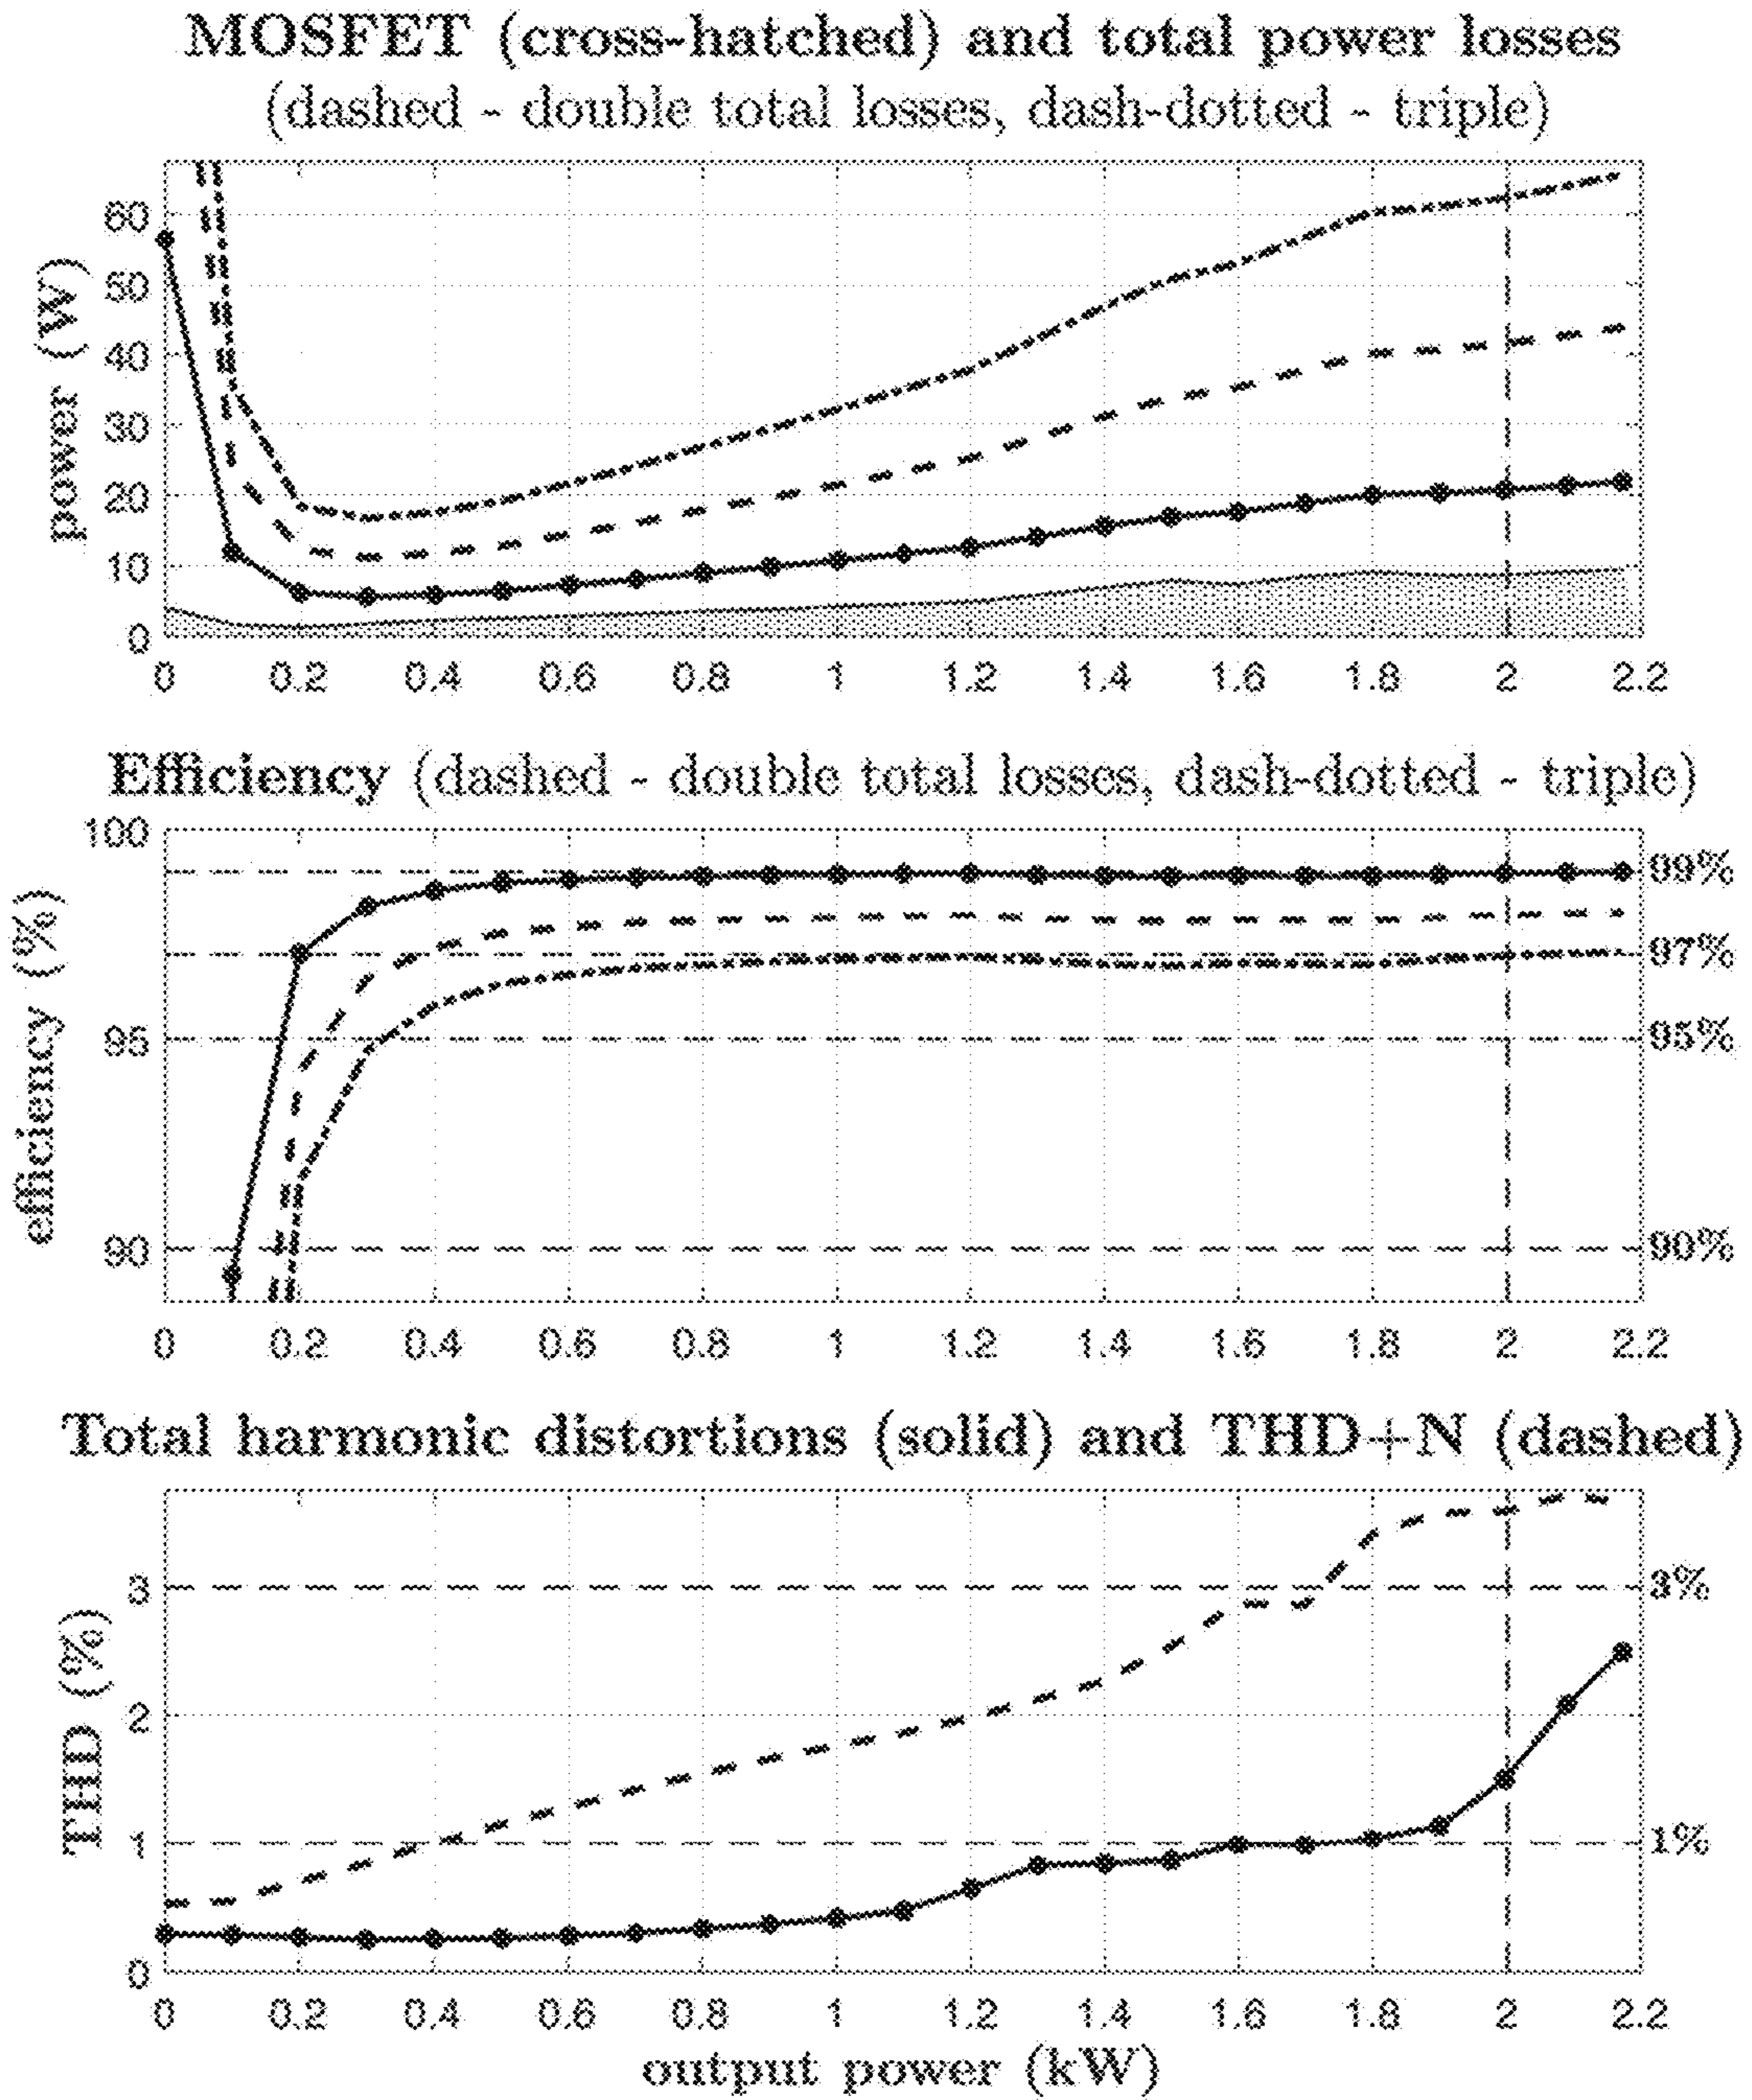 MOSFET (cross-hatched) and total power losses
(dashed - double total losses, dash-dotted - triple)
power (W)
60
50
40
30
20
10
0
0 0.2 0.4 0.6 0.8 1 1.2 1.4 1.6 1.8 2 2.2
Efficiency (dashed - double total losses, dash-dotted - triple)
efficiency (%)
100
99%
97%
95 95%
90 90%
0 0.2 0.4 0.6 0.8 1 1.2 1.4 1.6 1.8 2 2.2
Total harmonic distortions (solid) and THD+N (dashed)
THD (%)
3 3%
2
1 1%
0
0 0.2 0.4 0.6 0.8 1 1.2 1.4 1.6 1.8 2 2.2
output power (kW)